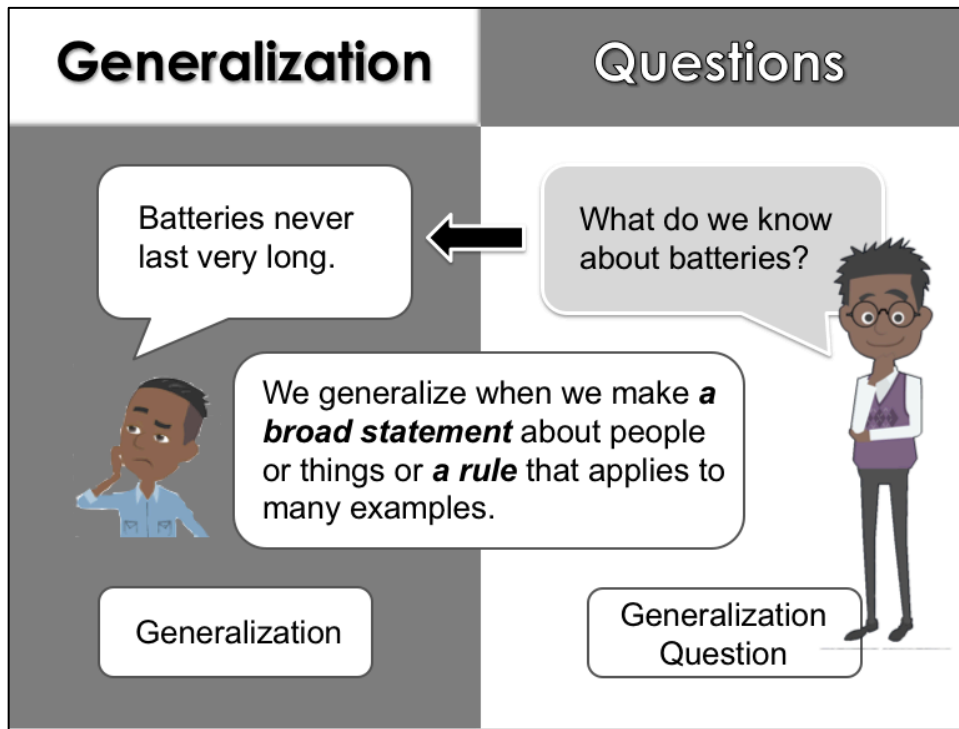 Generalization
Questions
Batteries never
last very long.
What do we know
about batteries?
We generalize when we make a
broad statement about people
or things or a rule that applies to
many examples.
Generalization
Generalization
Question